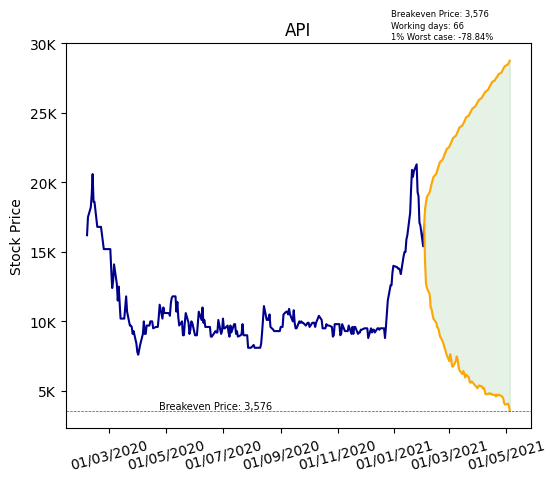 Breakeven Price: 3,576
Working days: 66
1% Worst case: -78.84%
API
30K
25K
20K
15K
10K
5K
Stock Price
Breakeven Price: 3,576
01/03/2020
01/05/2020
01/07/2020
01/09/2020
01/11/2020
01/01/2021
01/03/2021
01/05/2021